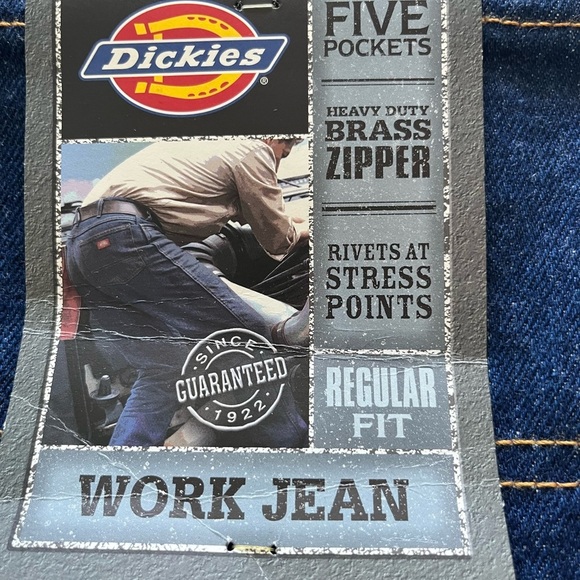 Dickies
®
FIVE
POCKETS
HEAVY DUTY
BRASS
ZIPPER
RIVETS AT
STRESS
POINTS
SINCE
GUARANTEED
1922
REGULAR
FIT
WORK JEAN